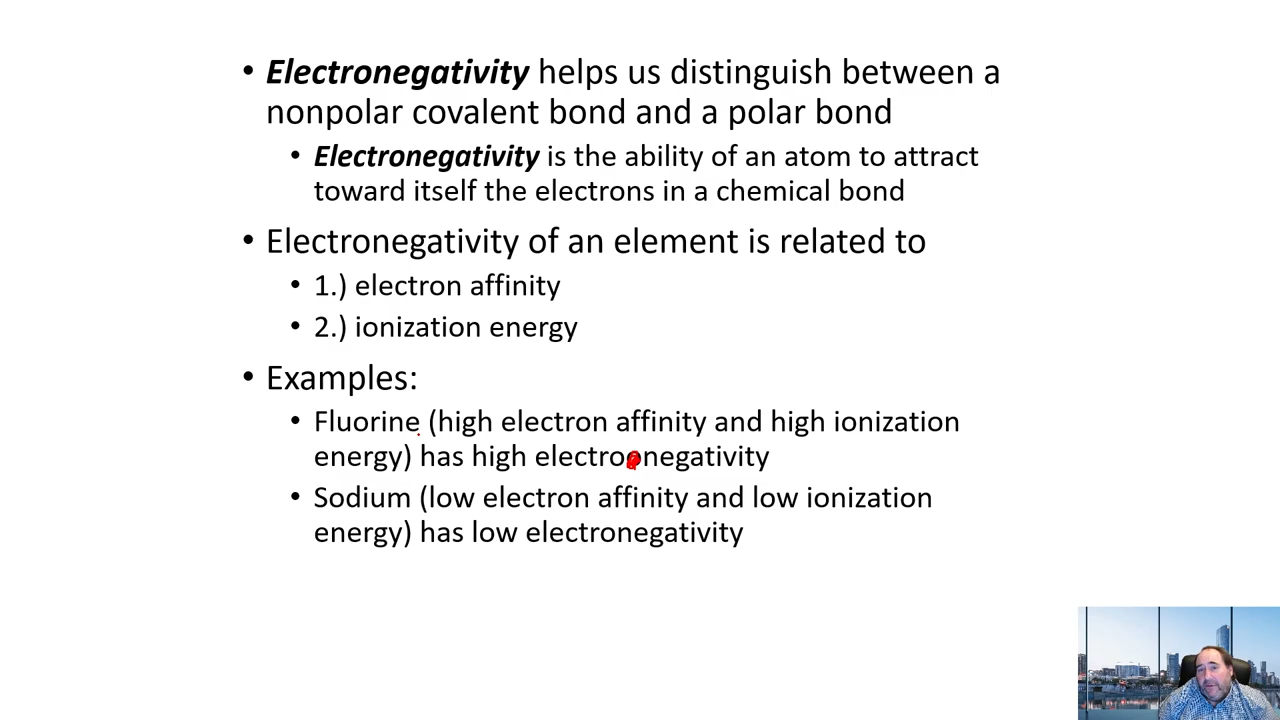 • Electronegativity helps us distinguish between a
nonpolar covalent bond and a polar bond
• Electronegativity is the ability of an atom to attract
toward itself the electrons in a chemical bond
• Electronegativity of an element is related to
• 1.) electron affinity
• 2.) ionization energy
• Examples:
• Fluorine (high electron affinity and high ionization
energy) has high electroonegativity
• Sodium (low electron affinity and low ionization
energy) has low electronegativity